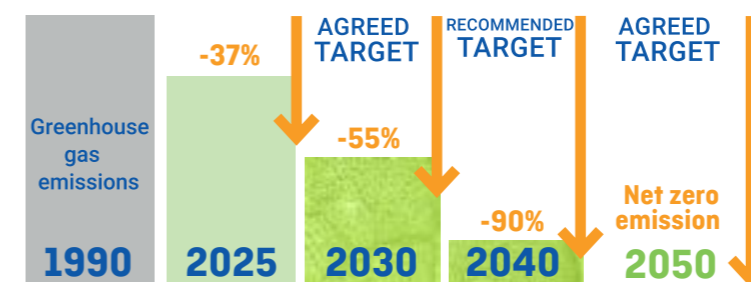 Greenhouse
gas
emissions
1990
-37%
2025
AGREED
TARGET
-55%
2030
RECOMMENDED
TARGET
-90%
2040
AGREED
TARGET
Net zero
emission
2050